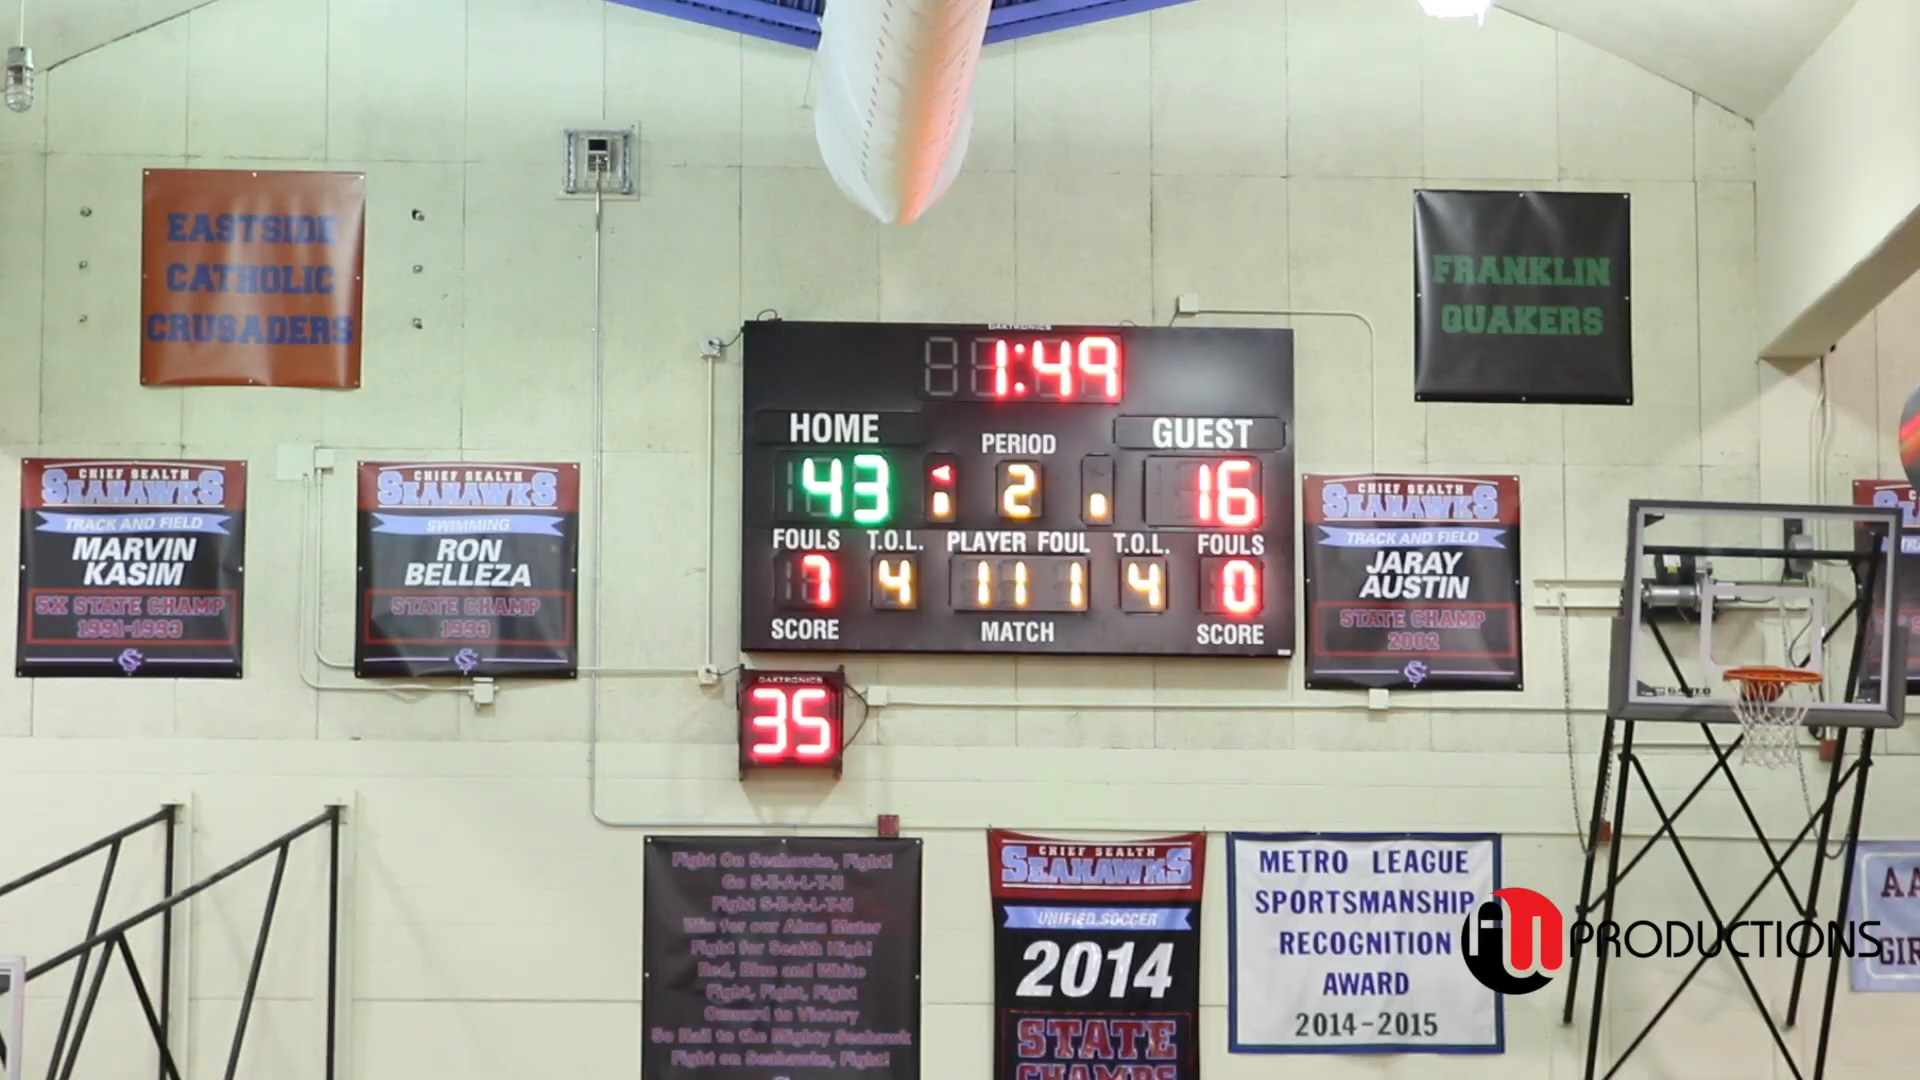 EASTSIDE
CATHOLIC
CRUSADERS
FRANKLIN
QUAKERS
DAKTRONICS
1:49
HOME
PERIOD
GUEST
43
2
16
FOULS T.O.L. PLAYER FOUL T.O.L. FOULS
7 4 11 1 4 0
SCORE MATCH SCORE
DAKTRONICS
35
CHIEF SEALTH
SEAHAWKS
TRACK AND FIELD
MARVIN
KASIM
5X STATE CHAMP
1991-1993
CHIEF SEALTH
SEAHAWKS
SWIMMING
RON
BELLEZA
STATE CHAMP
1993
CHIEF SEALTH
SEAHAWKS
TRACK AND FIELD
JARAY
AUSTIN
STATE CHAMP
2002
Fight On Seahawks, Fight!
Go S-E-A-L-T-H
Fight S-E-A-L-T-H
Win for our Alma Mater
Fight for Sealth High!
Red, Blue and White
Fight, Fight, Fight
Onward to Victory
So Hail to the Mighty Seahawk
Fight on Seahawks, Fight!
CHIEF SEALTH
SEAHAWKS
UNIFIED SOCCER
2014
STATE
CHAMPS
METRO LEAGUE
SPORTSMANSHIP
RECOGNITION
AWARD
2014-2015
PRODUCTIONS